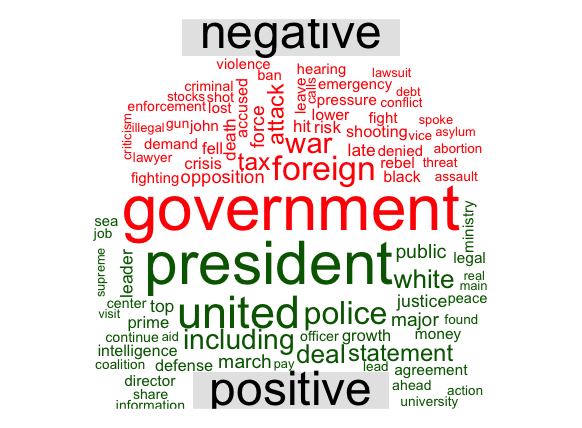 negative
violence
ban
hearing
lawsuit
criminal
accused
attack
leave
calls
emergency
debt
stocks
shot
force
pressure
conflict
enforcement
lost
death
lower
fight
spoke
criticism
illegal
gun
john
hit
risk
shooting
vice
asylum
demand
fell
war
late
denied
abortion
lawyer
crisis
tax
foreign
rebel
threat
fighting
opposition
black
assault
government
sea
job
ministry
president
public
legal
supreme
leader
white
real
main
center
top
united
police
justice
peace
visit
prime
major
found
continue
aid
including
officer
growth
money
intelligence
deal
statement
coalition
defense
march
pay
lead
agreement
director
positive
ahead
action
share
information
university